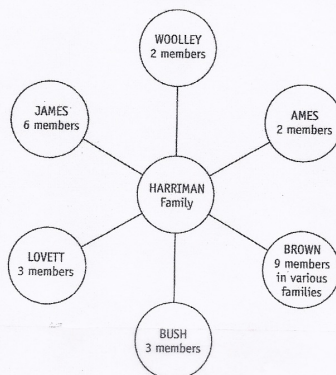 WOOLLEY
2 members
JAMES
6 members
AMES
2 members
HARRIMAN
Family
LOVETT
3 members
BROWN
9 members
in various
families
BUSH
3 members